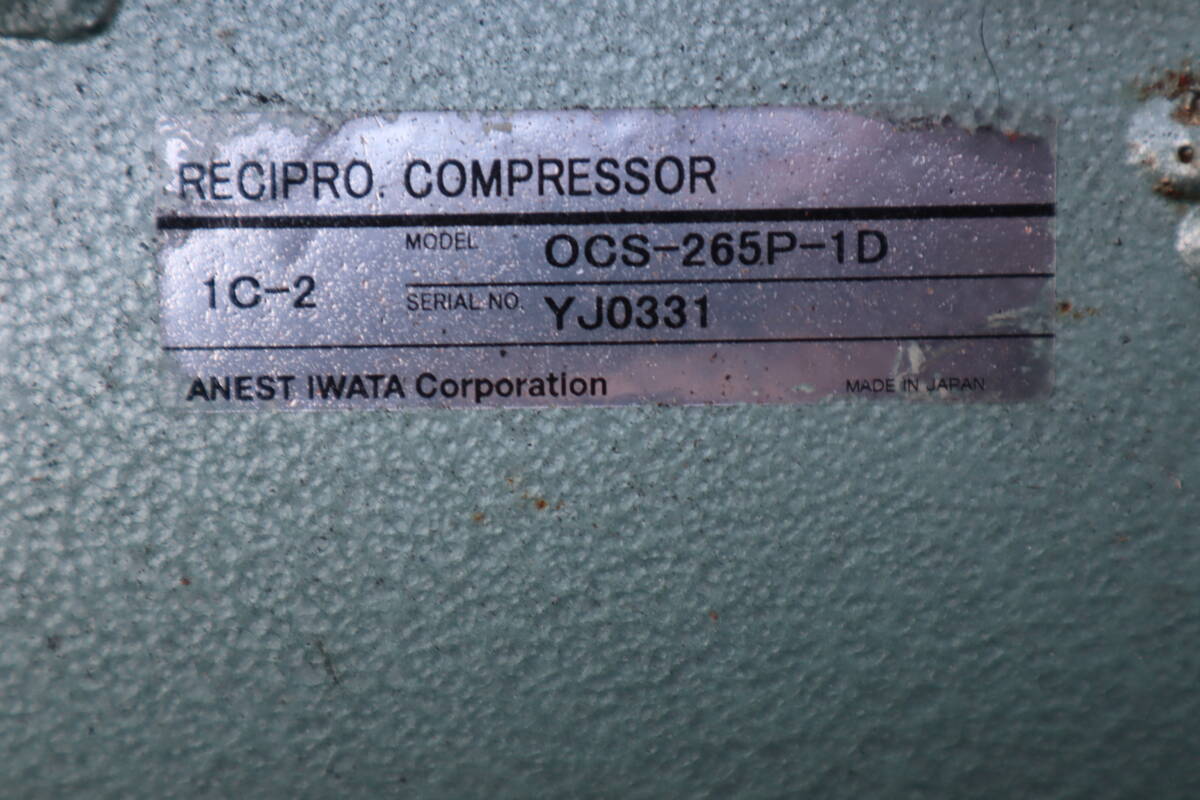 RECIPRO. COMPRESSOR
MODEL OCS-265P-1D
1C-2
SERIAL NO. YJ0331
ANEST IWATA Corporation MADE IN JAPAN